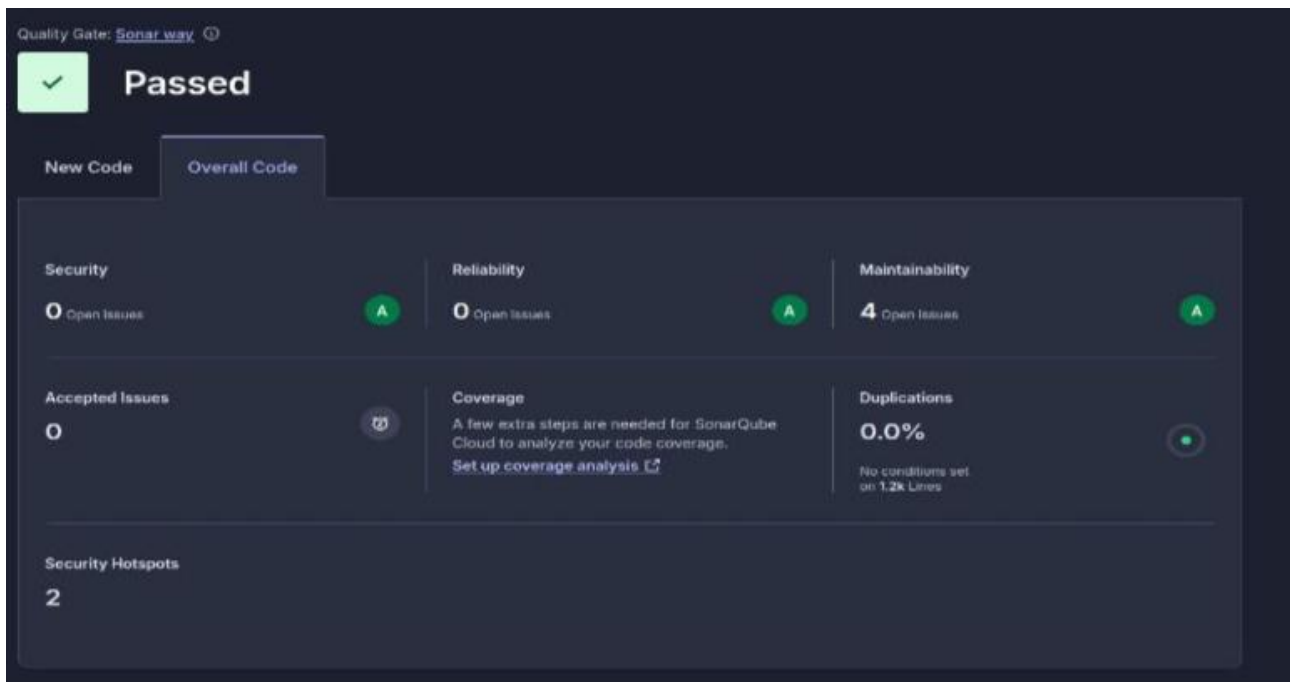 Quality Gate: Sonar way
Passed
New Code
Overall Code
Security
0 Open Issues
A
Reliability
0 Open Issues
A
Maintainability
4 Open Issues
A
Accepted Issues
0
Coverage
A few extra steps are needed for SonarQube
Cloud to analyze your code coverage.
Set up coverage analysis
Duplications
0.0%
No conditions set
on 1.2k Lines
Security Hotspots
2